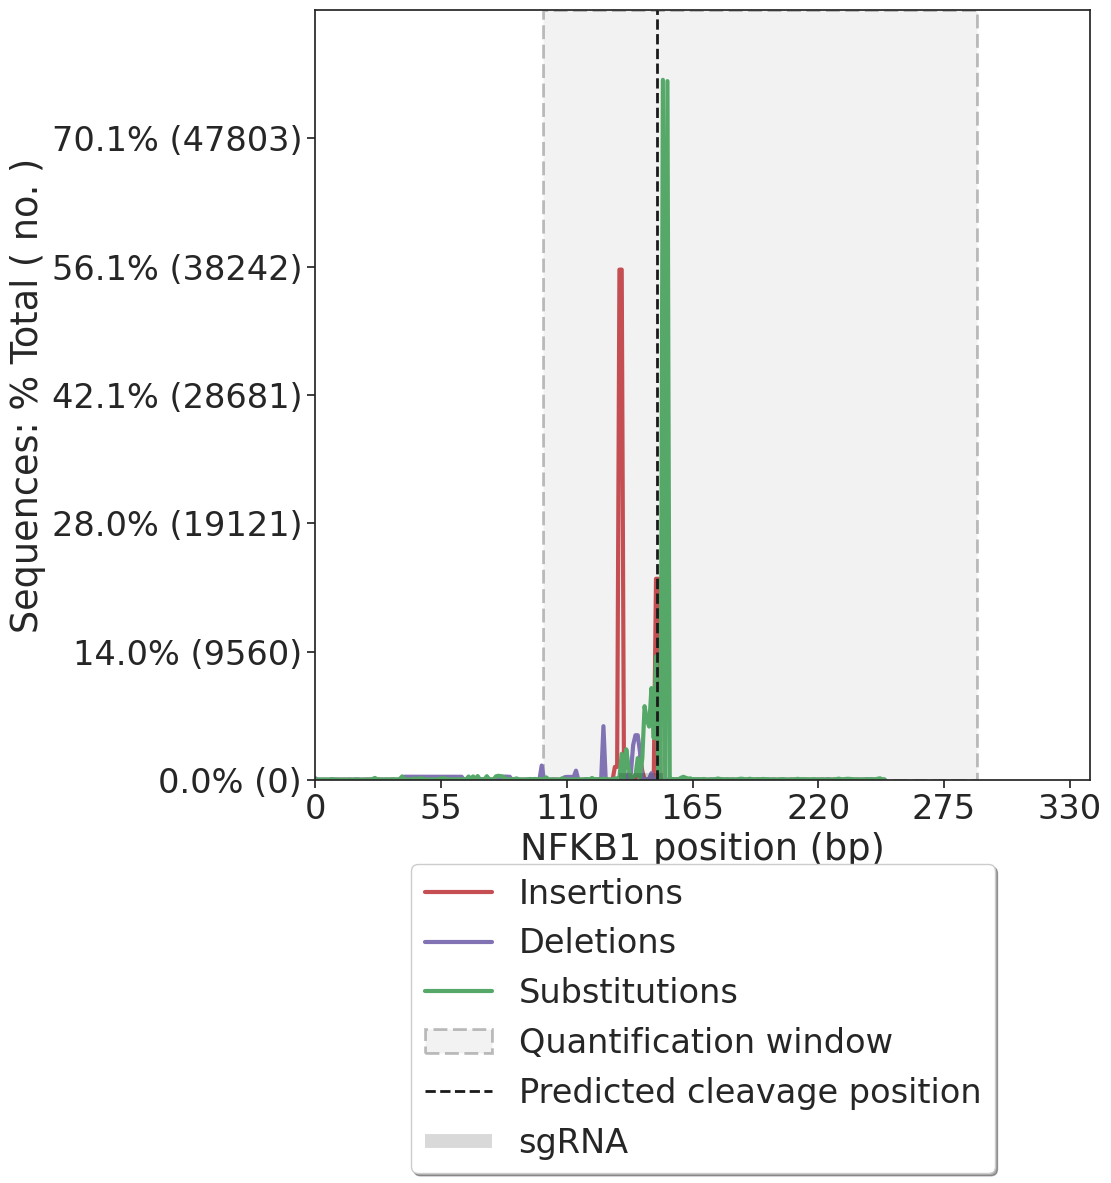 Sequences: % Total ( no. )
70.1% (47803)
56.1% (38242)
42.1% (28681)
28.0% (19121)
14.0% (9560)
0.0% (0)
0 55 110 165 220 275 330
NFKB1 position (bp)
Insertions
Deletions
Substitutions
Quantification window
Predicted cleavage position
sgRNA